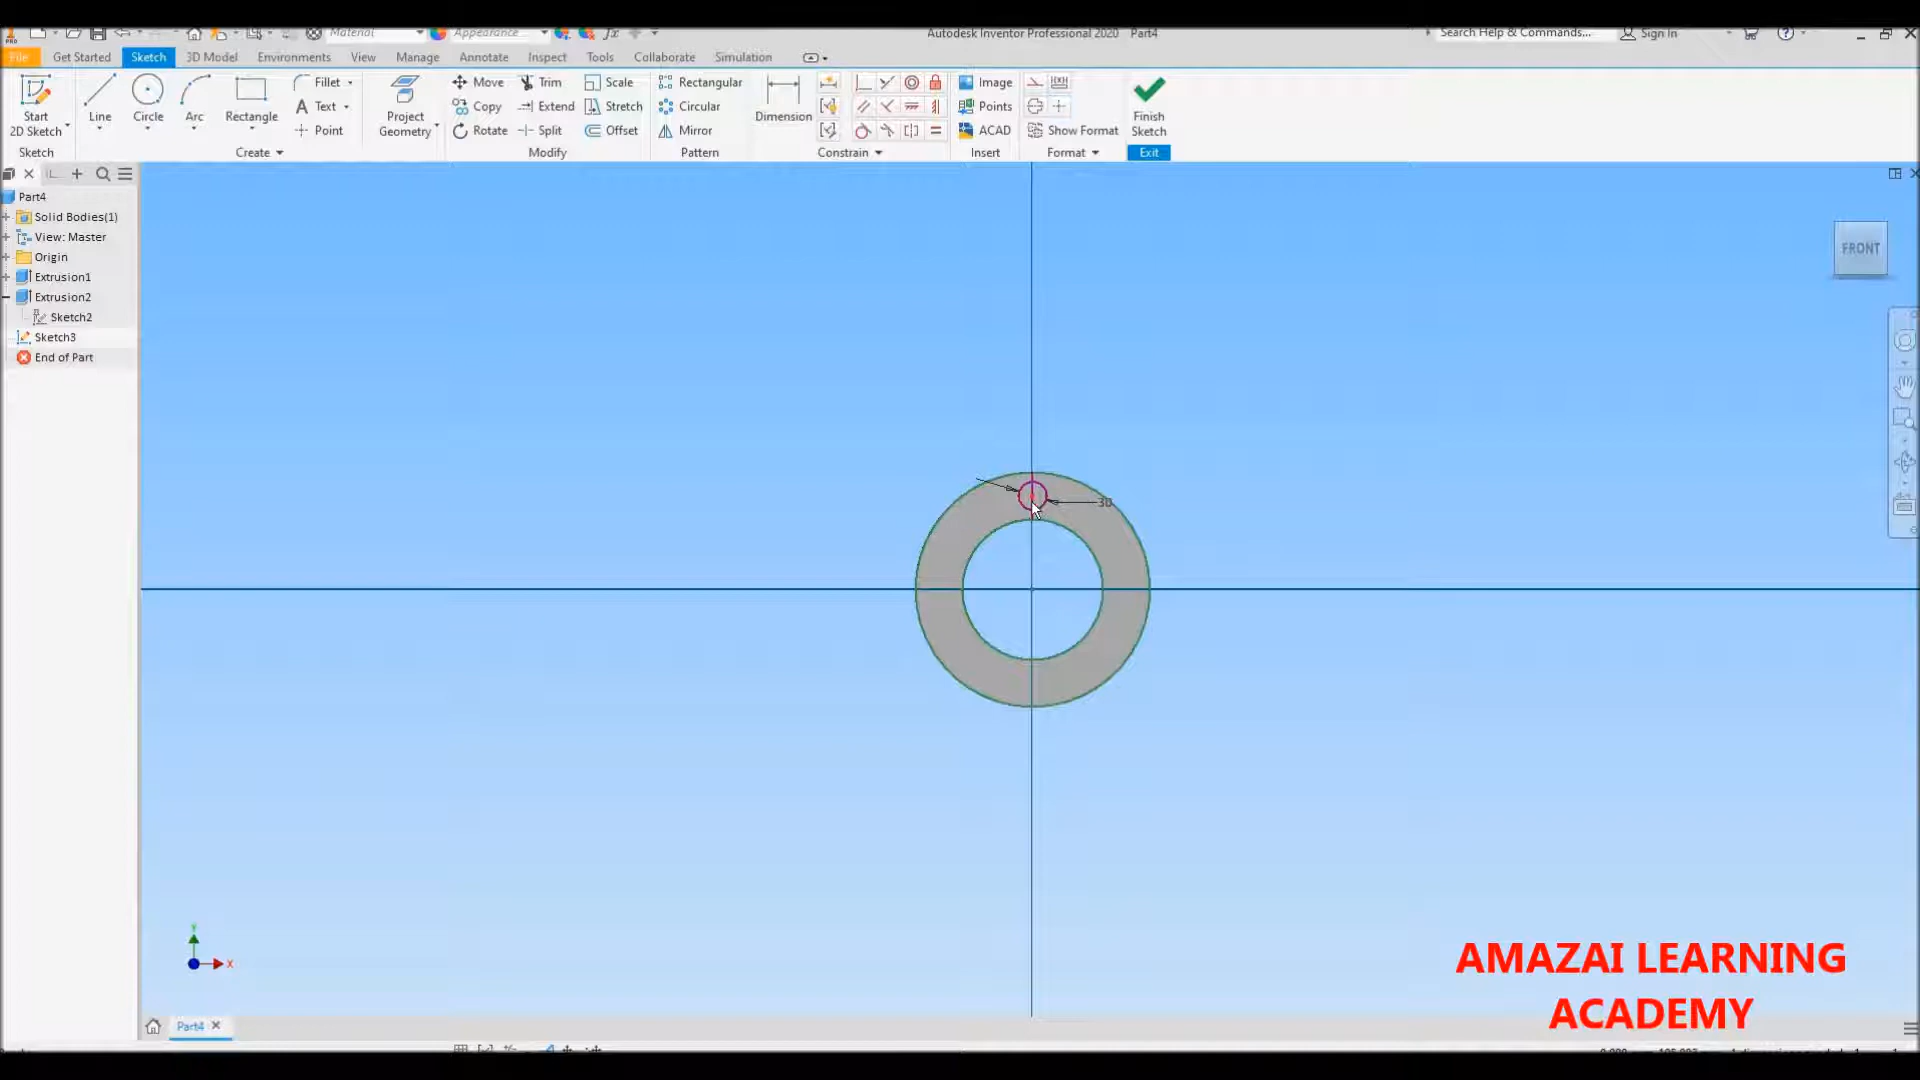 Material Appearance Autodesk Inventor Professional 2020 Part4 Search Help & Commands... Sign In
File Get Started Sketch 3D Model Environments View Manage Annotate Inspect Tools Collaborate Simulation
Start 2D Sketch
Line
Circle
Arc
Rectangle
Fillet
Text
Point
Project Geometry
Move
Copy
Rotate
Trim
Extend
Split
Scale
Stretch
Offset
Rectangular
Circular
Mirror
Dimension
Image
Points
ACAD
Show Format
Finish Sketch
Sketch Create Modify Pattern Constrain Insert Format Exit
Part4
Solid Bodies(1)
View: Master
Origin
Extrusion1
Extrusion2
Sketch2
Sketch3
End of Part
FRONT
30
Y
X
AMAZAI LEARNING
ACADEMY
Part4